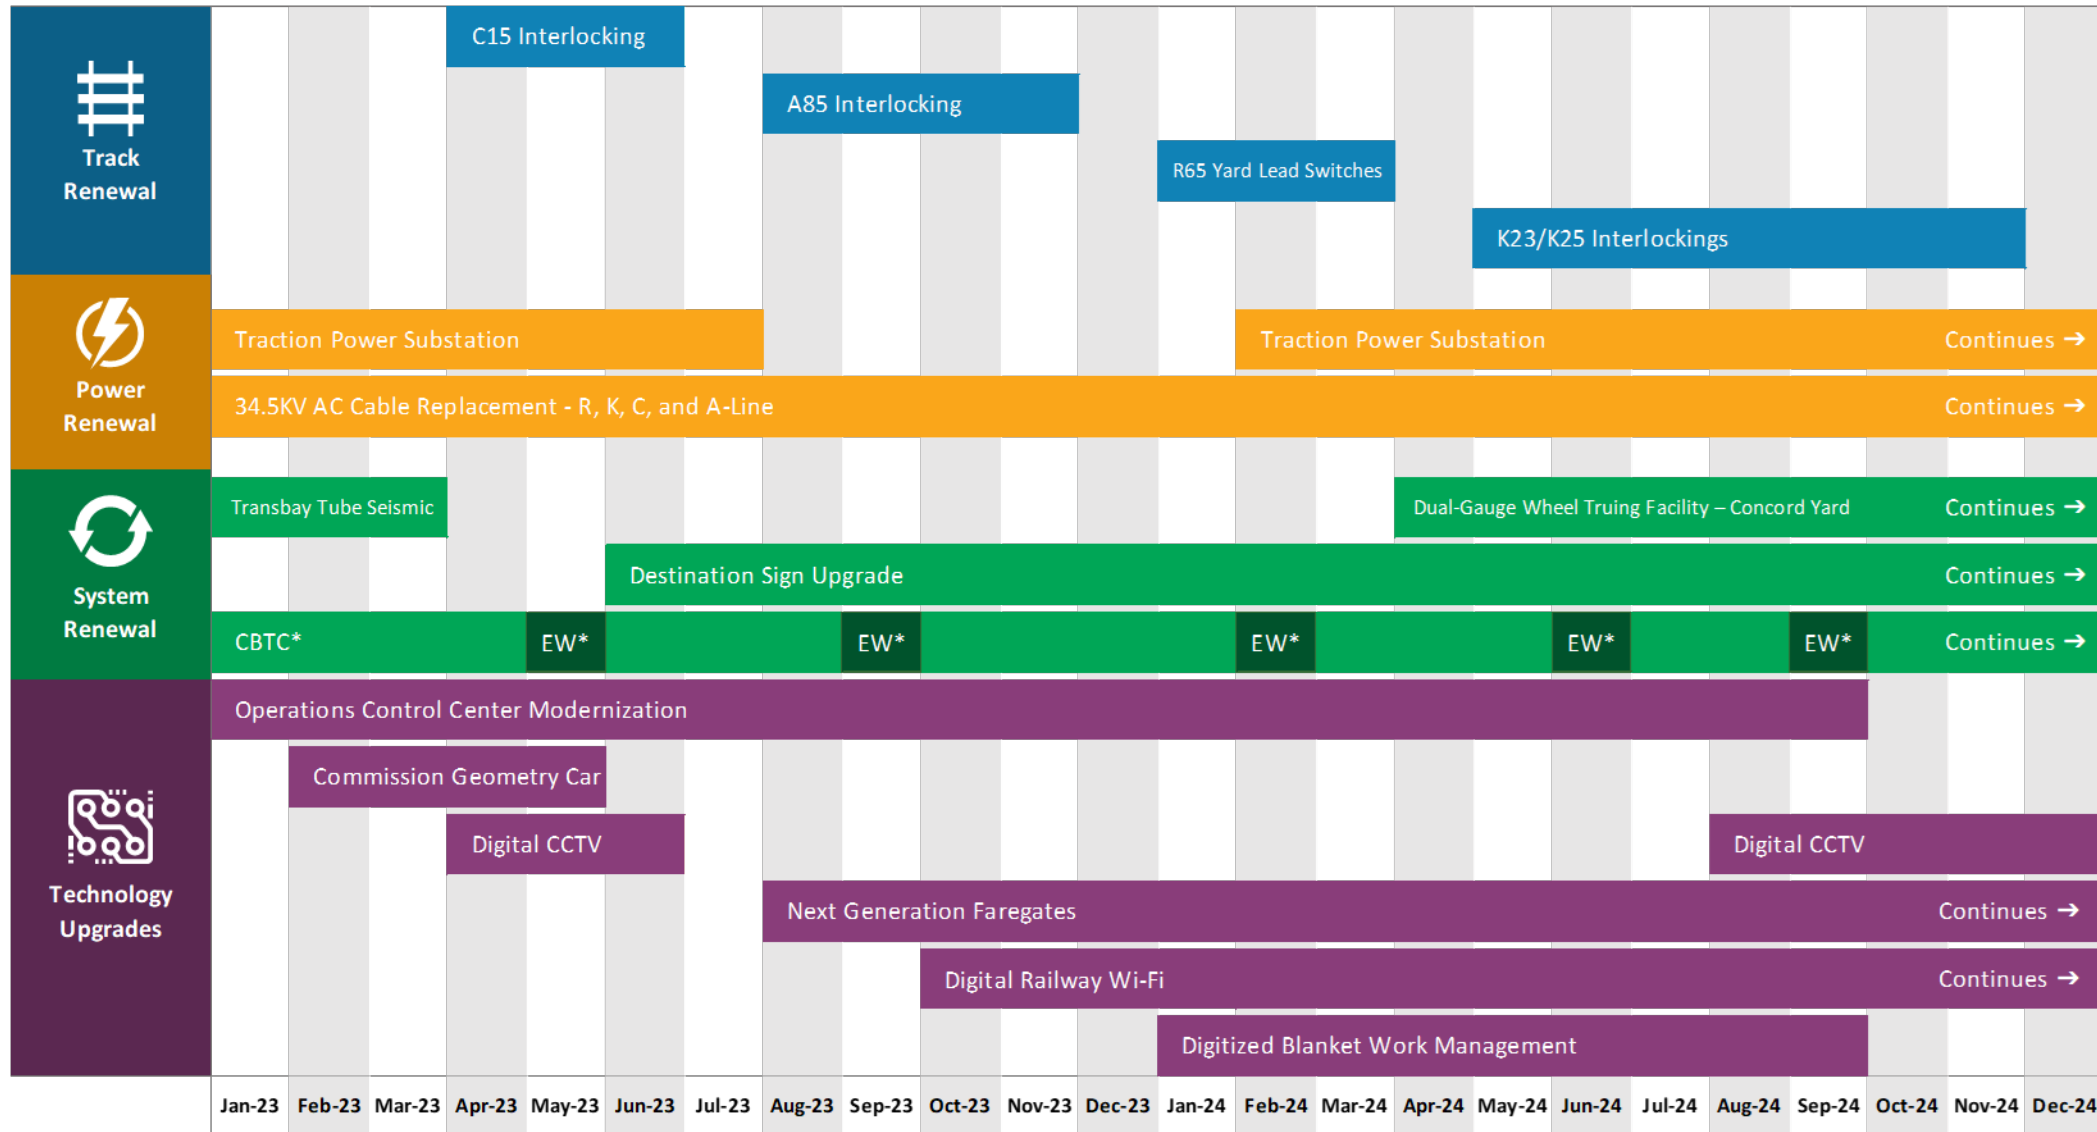 C15 Interlocking
A85 Interlocking
Track
Renewal
R65 Yard Lead Switches
K23/K25 Interlockings
Traction Power Substation
Traction Power Substation
Continues →
Power
Renewal
34.5KV AC Cable Replacement - R, K, C, and A-Line
Continues →
Transbay Tube Seismic
Dual-Gauge Wheel Truing Facility – Concord Yard
Continues →
Destination Sign Upgrade
Continues →
System
Renewal
CBTC*
EW*
EW*
EW*
EW*
EW*
Continues →
Operations Control Center Modernization
Commission Geometry Car
Digital CCTV
Digital CCTV
Technology
Upgrades
Next Generation Faregates
Continues →
Digital Railway Wi-Fi
Continues →
Digitized Blanket Work Management
Jan-23 Feb-23 Mar-23 Apr-23 May-23 Jun-23 Jul-23 Aug-23 Sep-23 Oct-23 Nov-23 Dec-23 Jan-24 Feb-24 Mar-24 Apr-24 May-24 Jun-24 Jul-24 Aug-24 Sep-24 Oct-24 Nov-24 Dec-24